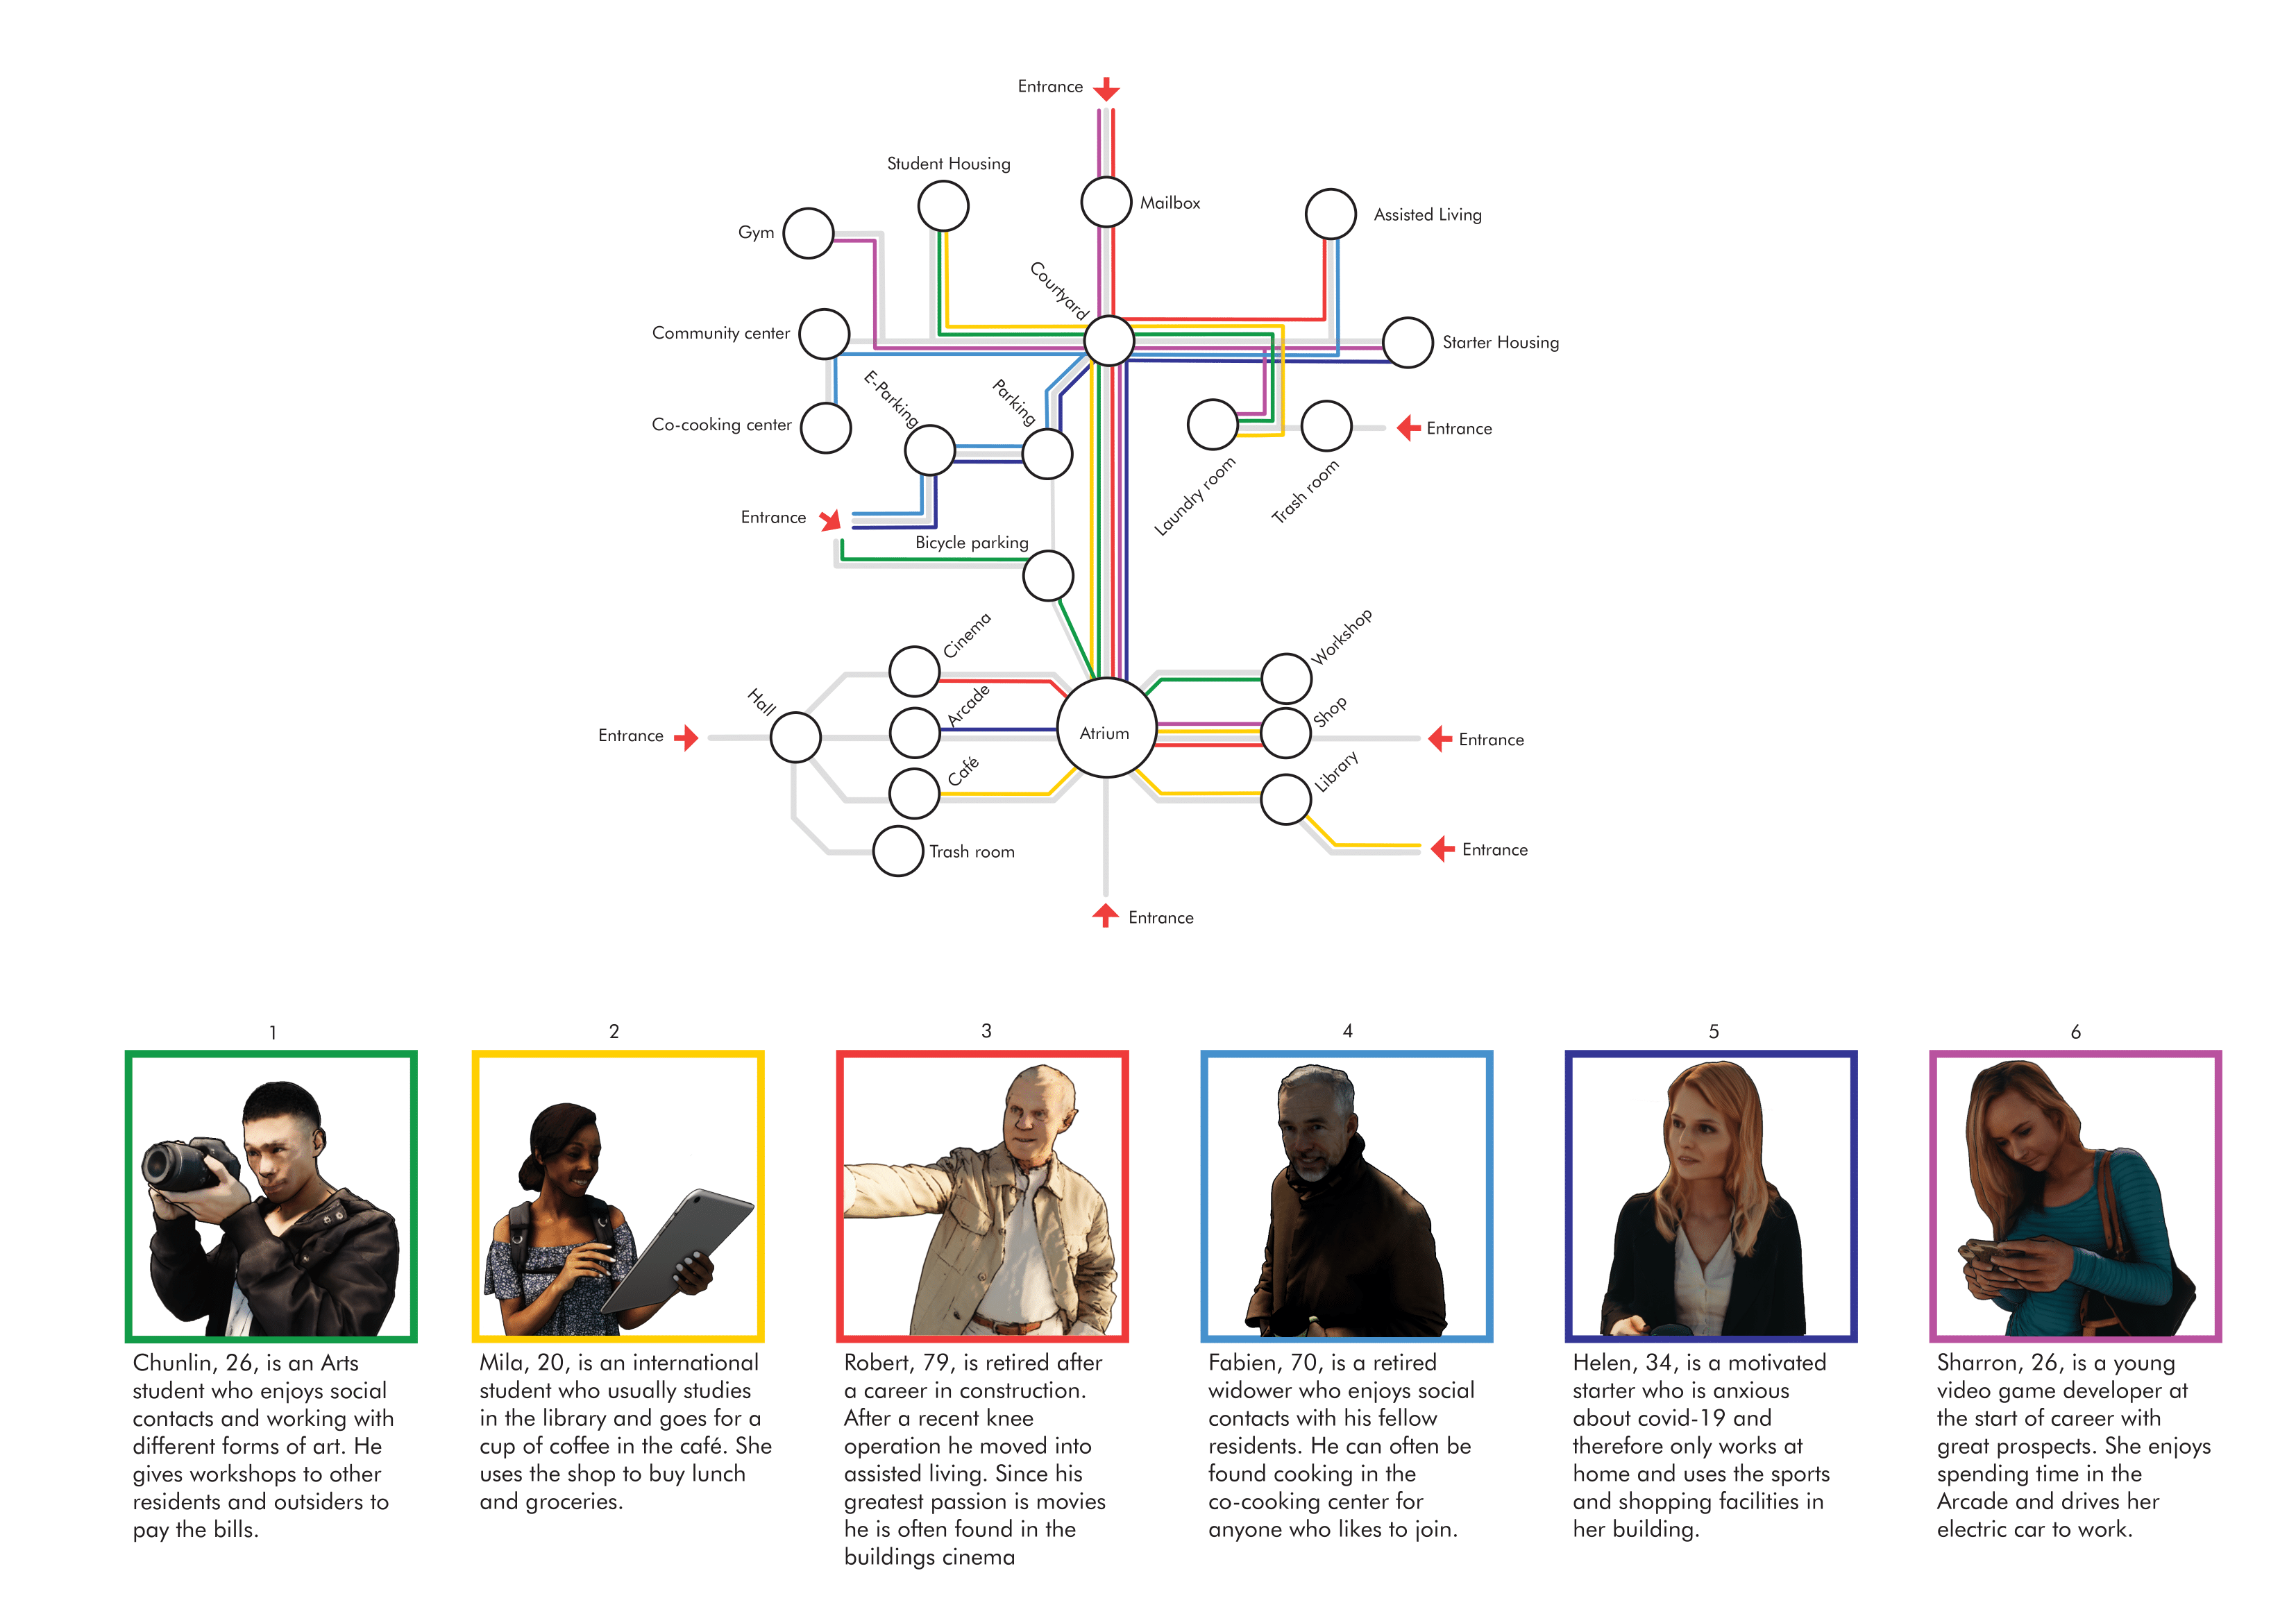 Entrance
Student Housing
Mailbox
Assisted Living
Gym
Courtyard
Community center
Starter Housing
E-Parking
Parking
Co-cooking center
Entrance
Laundry room
Trash room
Entrance
Bicycle parking
Cinema
Workshop
Hall
Arcade
Shop
Entrance
Atrium
Entrance
Café
Library
Trash room
Entrance
Entrance
1
2
3
4
5
6
Chunlin, 26, is an Arts
student who enjoys social
contacts and working with
different forms of art. He
gives workshops to other
residents and outsiders to
pay the bills.
Mila, 20, is an international
student who usually studies
in the library and goes for a
cup of coffee in the café. She
uses the shop to buy lunch
and groceries.
Robert, 79, is retired after
a career in construction.
After a recent knee
operation he moved into
assisted living. Since his
greatest passion is movies
he is often found in the
buildings cinema
Fabien, 70, is a retired
widower who enjoys social
contacts with his fellow
residents. He can often be
found cooking in the
co-cooking center for
anyone who likes to join.
Helen, 34, is a motivated
starter who is anxious
about covid-19 and
therefore only works at
home and uses the sports
and shopping facilities in
her building.
Sharron, 26, is a young
video game developer at
the start of career with
great prospects. She enjoys
spending time in the
Arcade and drives her
electric car to work.